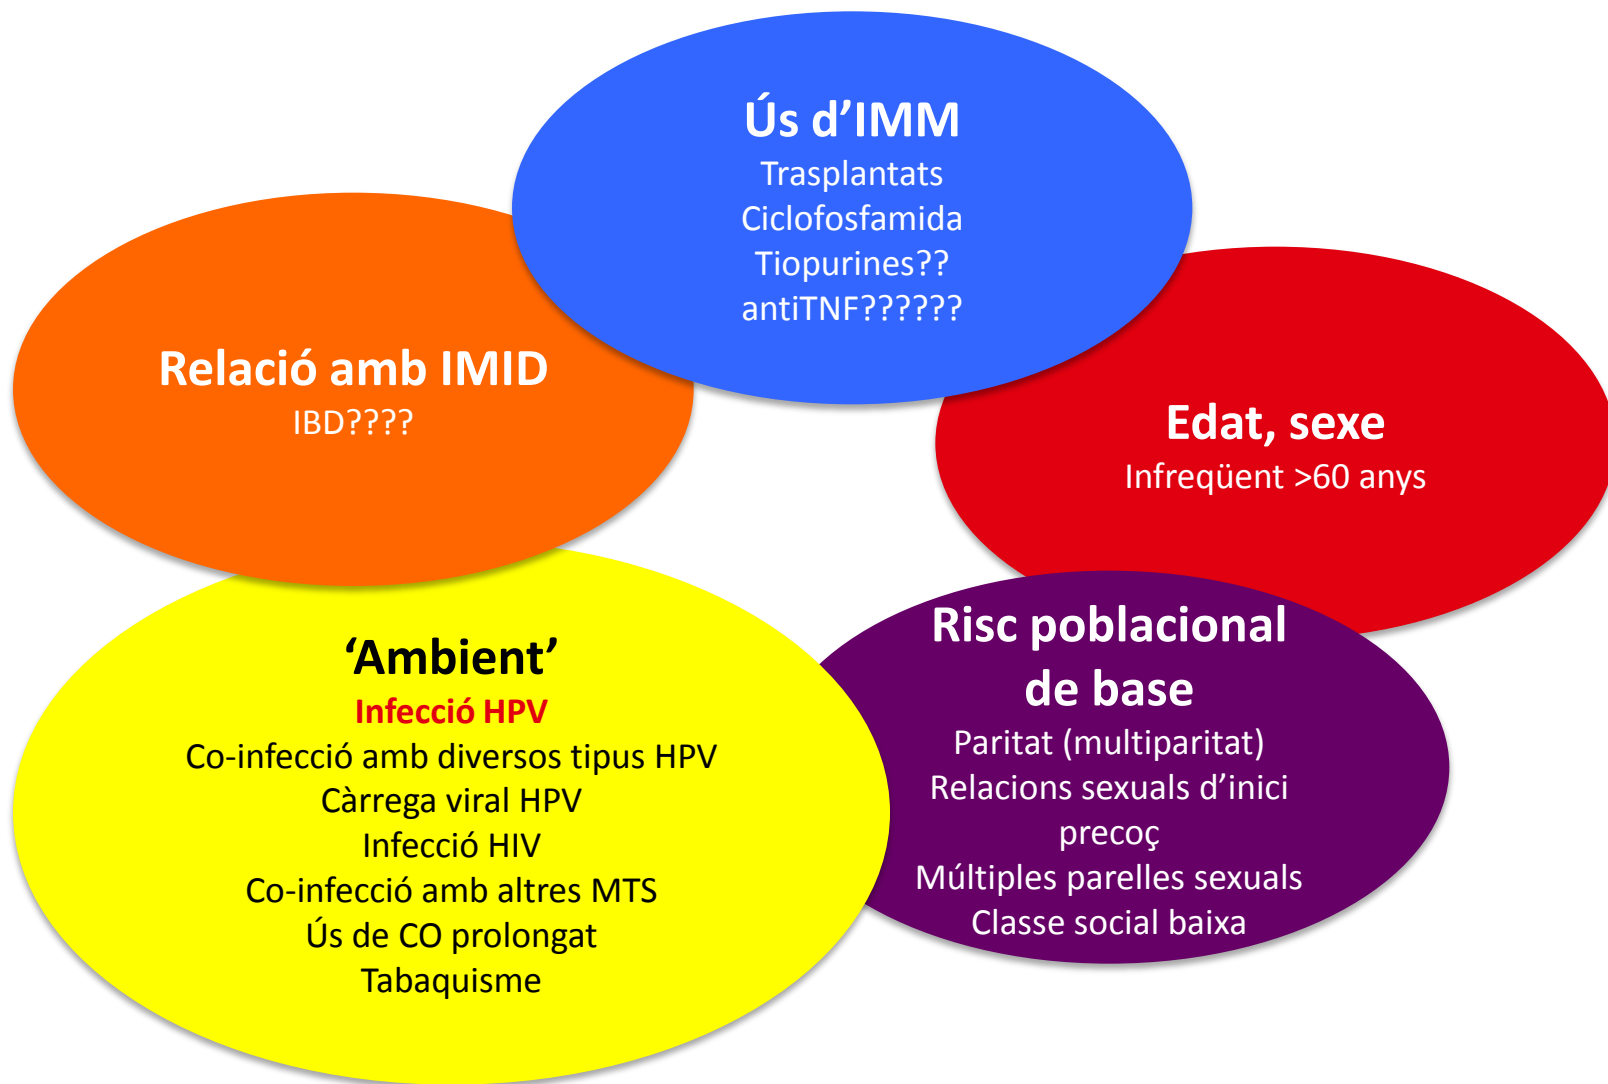 Ús d’IMM
Trasplantats
Ciclofosfamida
Tiopurines??
antiTNF??????
Relació amb IMID
IBD????
Edat, sexe
Infreqüent >60 anys
‘Ambient’
Infecció HPV
Co-infecció amb diversos tipus HPV
Càrrega viral HPV
Infecció HIV
Co-infecció amb altres MTS
Ús de CO prolongat
Tabaquisme
Risc poblacional
de base
Paritat (multiparitat)
Relacions sexuals d’inici
precoç
Múltiples parelles sexuals
Classe social baixa